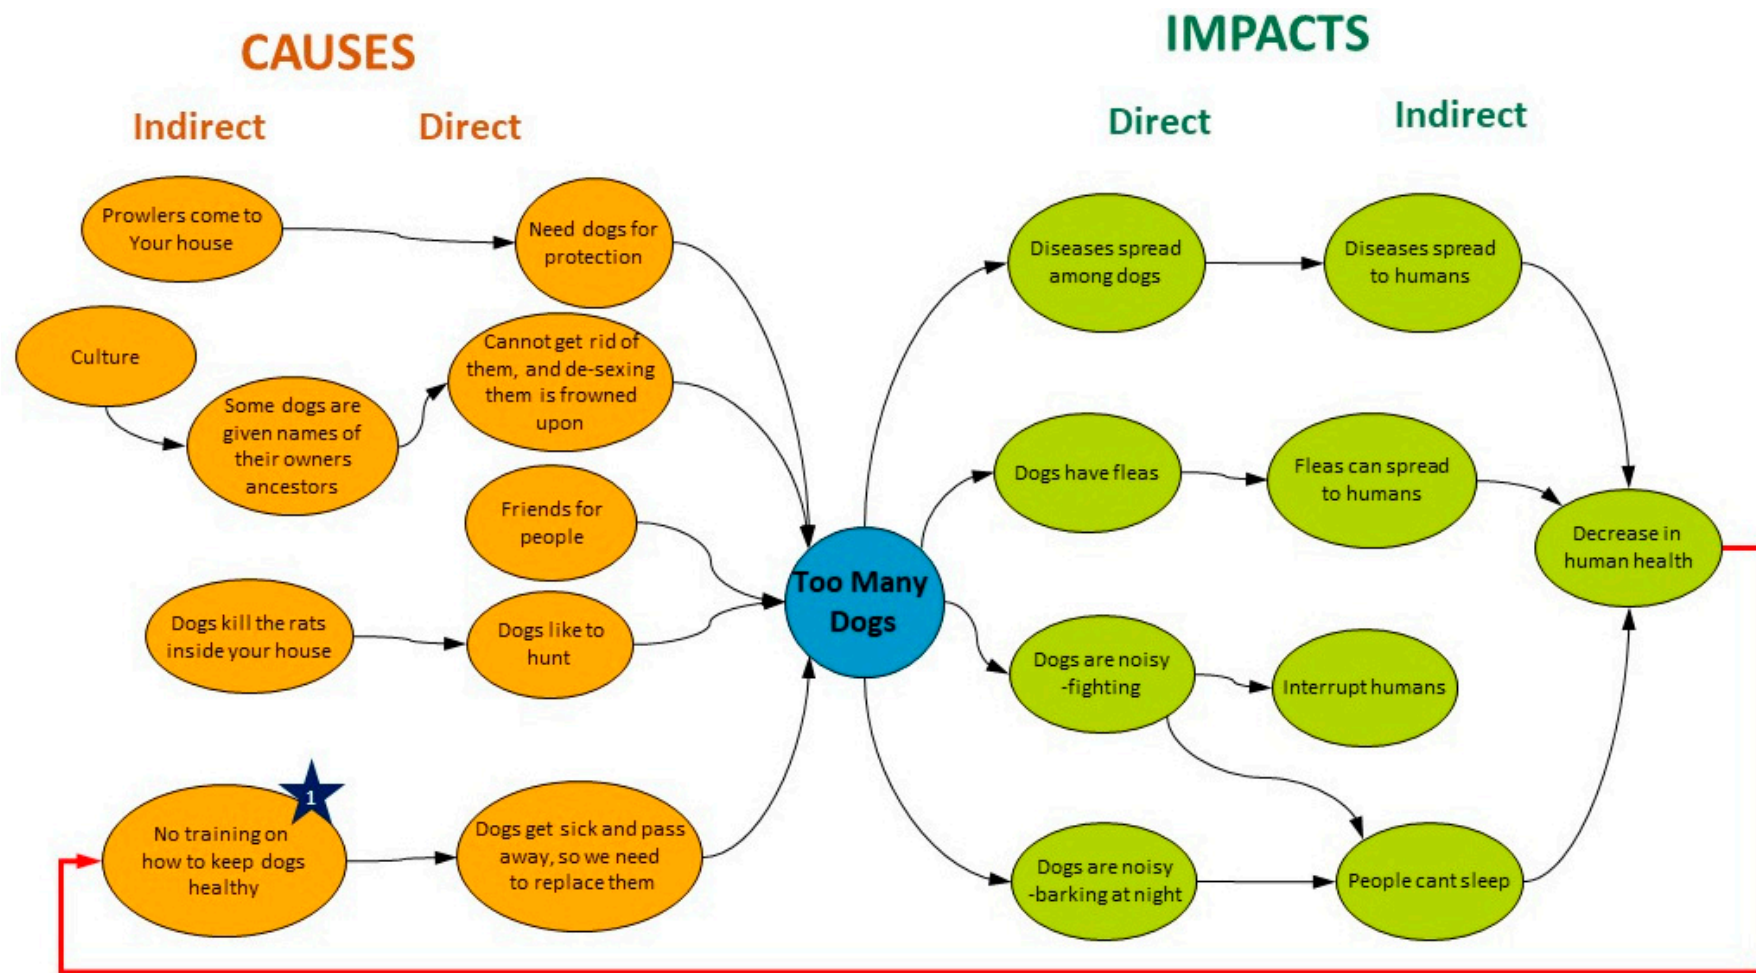 CAUSES
IMPACTS
Indirect
Direct
Direct
Indirect
Prowlers come to
Your house
Need dogs for
protection
Culture
Some dogs are
given names of
their owners
ancestors
Cannot get rid of
them, and de-sexing
them is frowned
upon
Friends for
people
Dogs kill the rats
inside your house
Dogs like to
hunt
1
No training on
how to keep dogs
healthy
Dogs get sick and pass
away, so we need
to replace them
Too Many
Dogs
Diseases spread
among dogs
Diseases spread
to humans
Dogs have fleas
Fleas can spread
to humans
Decrease in
human health
Dogs are noisy
-fighting
Interrupt humans
Dogs are noisy
-barking at night
People cant sleep